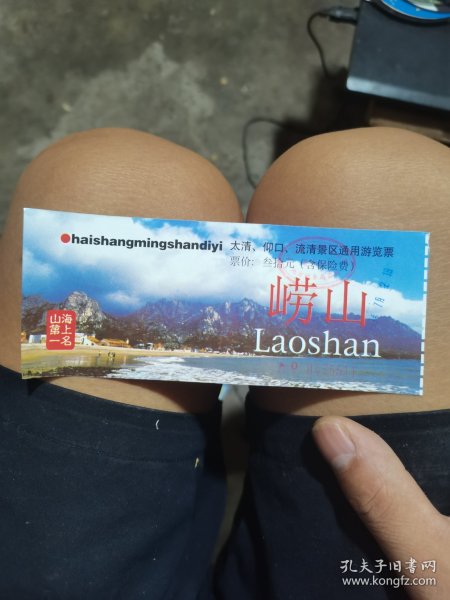 haishangmingshandiyi
太清、仰口、流清景区通用游览票
票价：叁拾元（含保险费）
崂山
Laoshan
海上名
山第一
孔夫子旧书网
www.kongfz.com